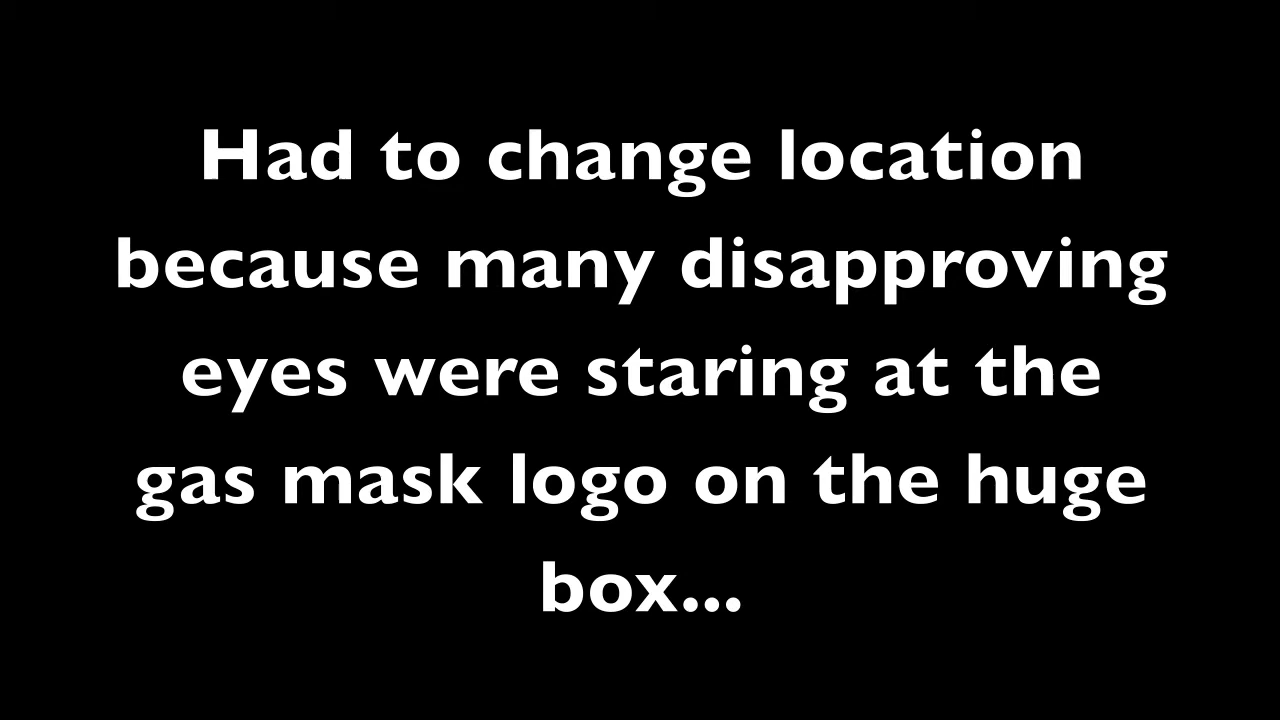 Had to change location
because many disapproving
eyes were staring at the
gas mask logo on the huge
box...